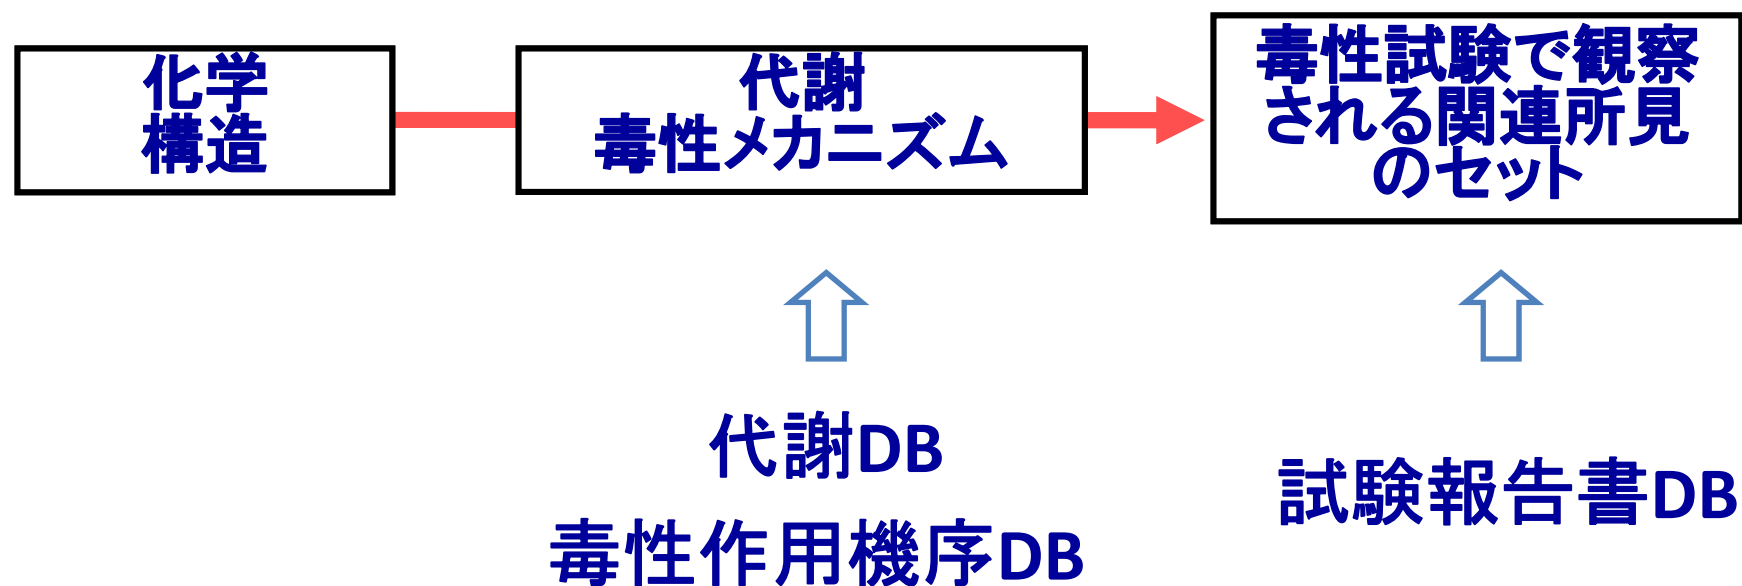 化学
構造
代謝
毒性メカニズム
毒性試験で観察
される関連所見
のセット
代謝DB
毒性作用機序DB
試験報告書DB